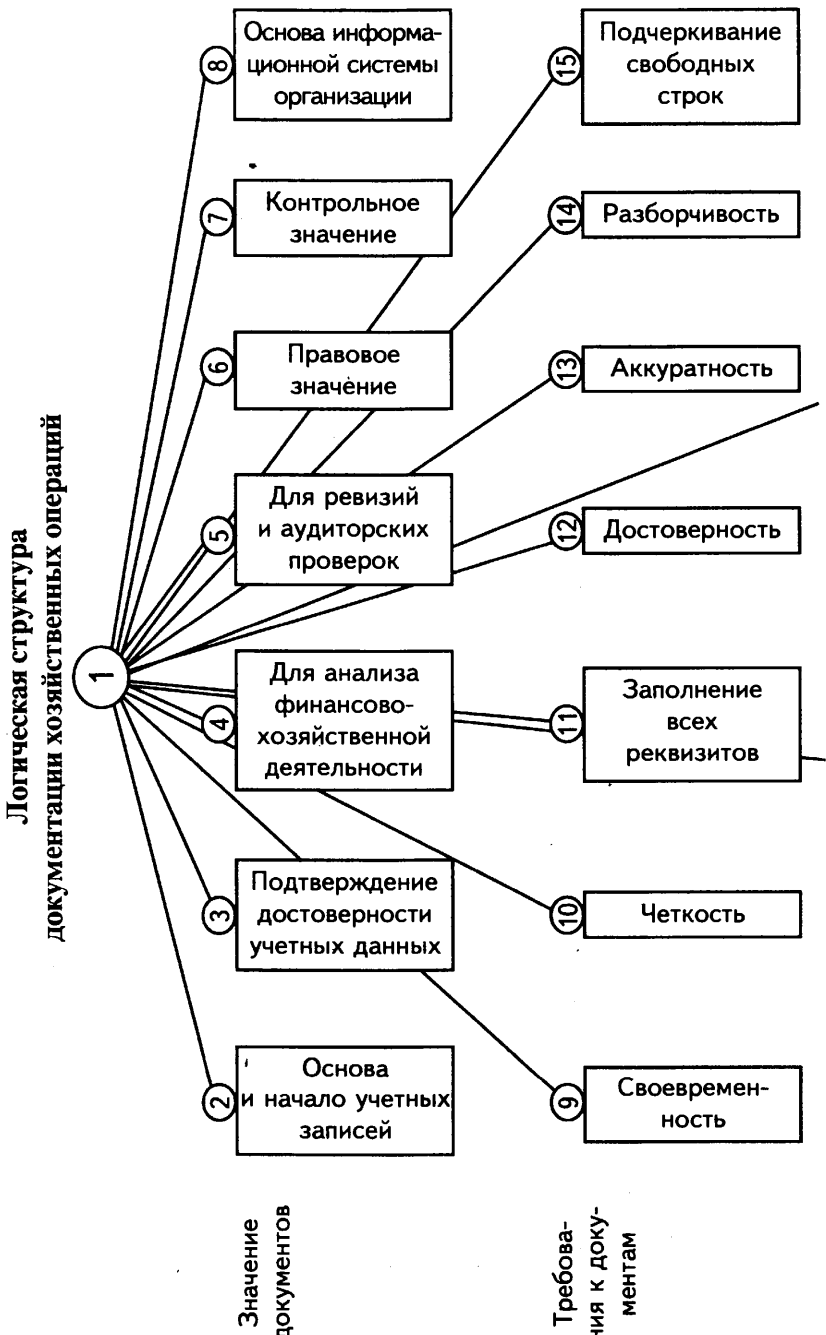 Логическая структура
документации хозяйственных операций
1
Значение
документов
2
Основа
и начало учетных
записей
3
Подтверждение
достоверности
учетных данных
4
Для анализа
финансово-
хозяйственной
деятельности
5
Для ревизий
и аудиторских
проверок
6
Правовое
значение
7
Контрольное
значение
8
Основа информа-
ционной системы
организации
Требова-
ния к доку-
ментам
9
Своевремен-
ность
10
Четкость
11
Заполнение
всех
реквизитов
12
Достоверность
13
Аккуратность
14
Разборчивость
15
Подчеркивание
свободных
строк